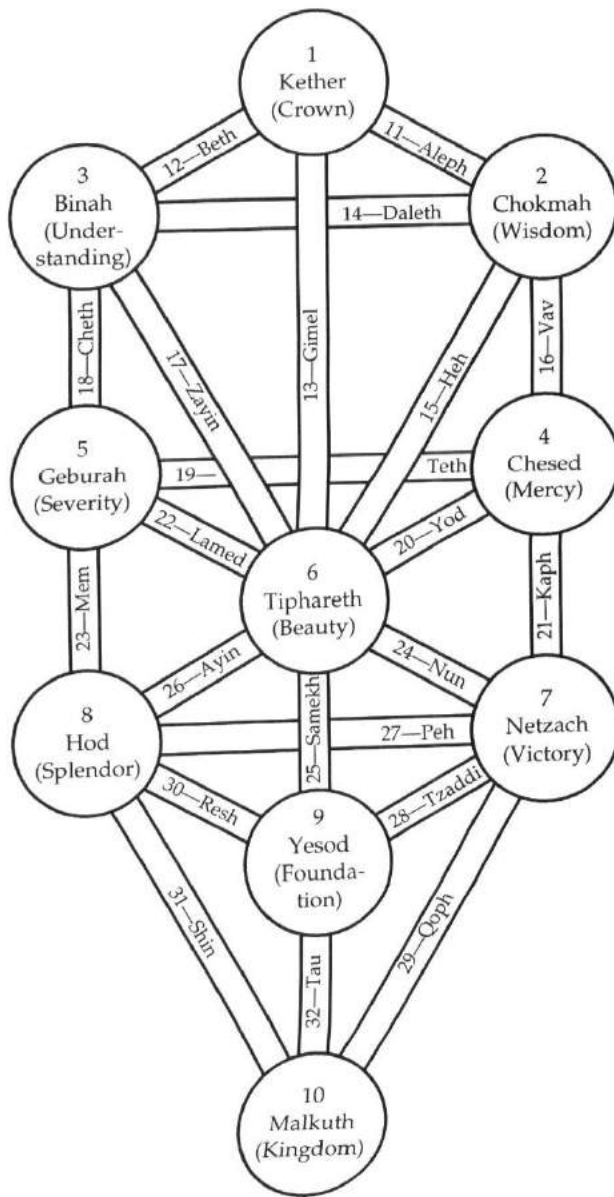 1
Kether
(Crown)
12—Beth
11—Aleph
3
Binah
(Under-
standing)
2
Chokmah
(Wisdom)
14—Daleth
13—Gimel
18—Cheth
17—Zayin
15—Heh
16—Vav
5
Geburah
(Severity)
19—
Teth
4
Chesed
(Mercy)
22—Lamed
20—Yod
6
Tiphareth
(Beauty)
23—Mem
21—Kaph
26—Ayin
24—Nun
8
Hod
(Splendor)
25—Samekh
27—Peh
7
Netzach
(Victory)
30—Resh
28—Tzaddi
9
Yesod
(Founda-
tion)
31—Shin
32—Tau
29—Qoph
10
Malkuth
(Kingdom)